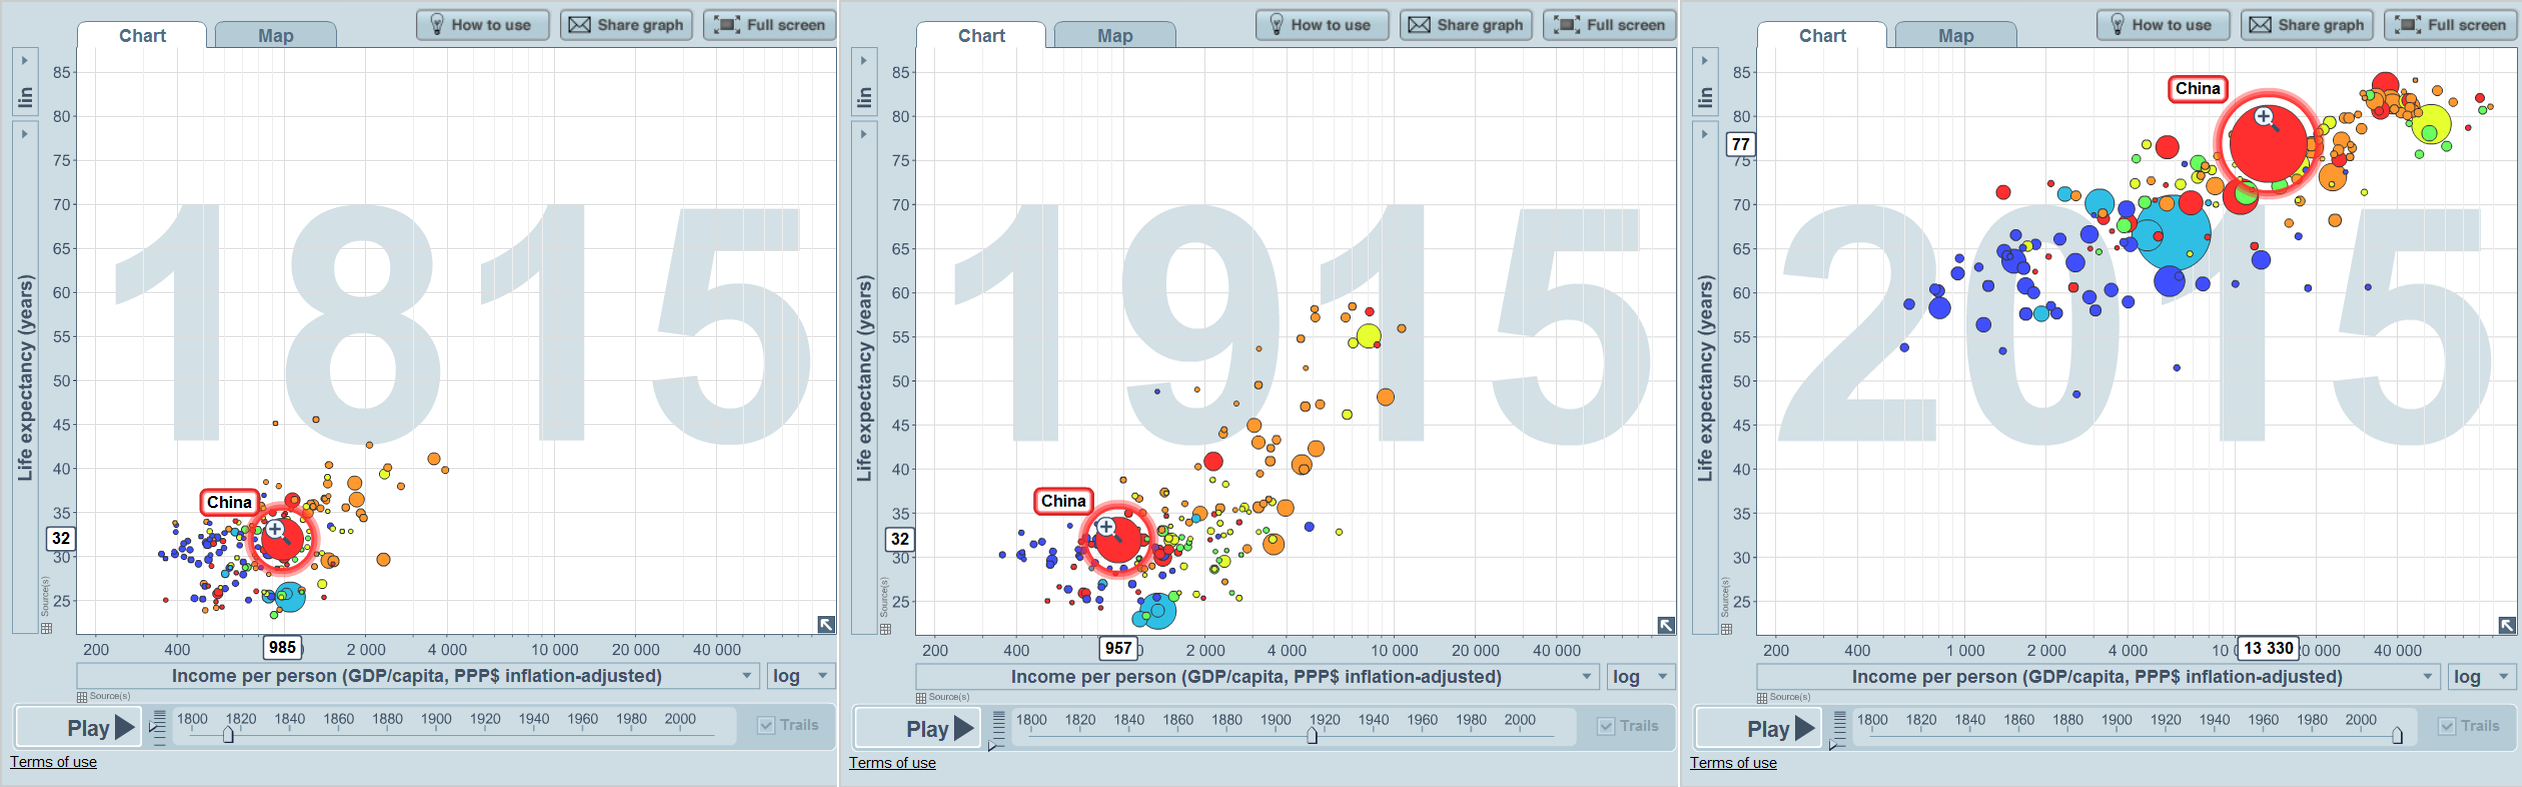 Chart Map How to use Share graph Full screen
lin
85
80
75
70
65
60
55
50
45
40
35
30
25
32
Life expectancy (years)
Source(s)
1815
China
200 400 985 2 000 4 000 10 000 20 000 40 000
Income per person (GDP/capita, PPP$ inflation-adjusted) log
Source(s)
Play 1800 1820 1840 1860 1880 1900 1920 1940 1960 1980 2000 Trails
Terms of use
Chart Map How to use Share graph Full screen
lin
85
80
75
70
65
60
55
50
45
40
35
30
25
32
Life expectancy (years)
Source(s)
1915
China
200 400 957 2 000 4 000 10 000 20 000 40 000
Income per person (GDP/capita, PPP$ inflation-adjusted) log
Source(s)
Play 1800 1820 1840 1860 1880 1900 1920 1940 1960 1980 2000 Trails
Terms of use
Chart Map How to use Share graph Full screen
lin
85
80
77
75
70
65
60
55
50
45
40
35
30
25
Life expectancy (years)
Source(s)
2015
China
200 400 1 000 2 000 4 000 10 13 330 000 40 000
Income per person (GDP/capita, PPP$ inflation-adjusted) log
Source(s)
Play 1800 1820 1840 1860 1880 1900 1920 1940 1960 1980 2000 Trails
Terms of use